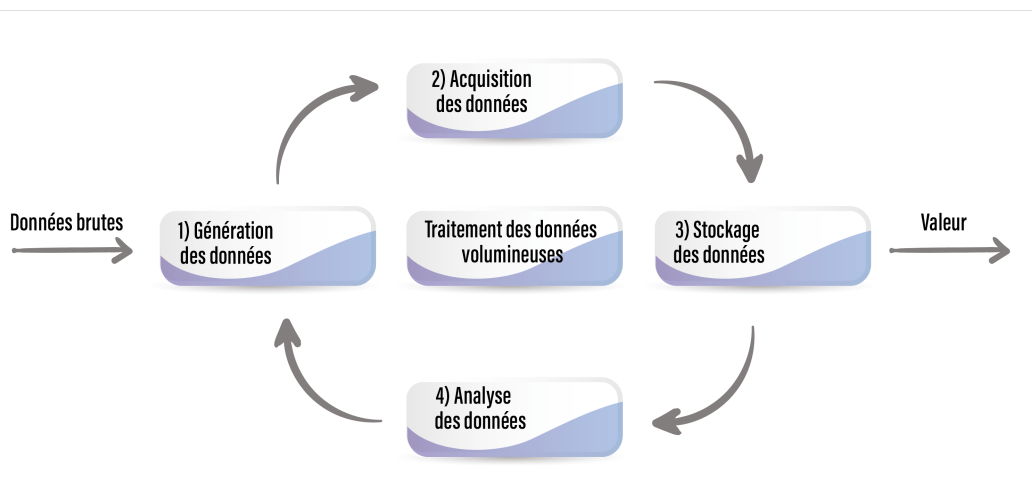 2) Acquisition
des données
Données brutes
1) Génération
des données
Traitement des données
volumineuses
3) Stockage
des données
Valeur
4) Analyse
des données